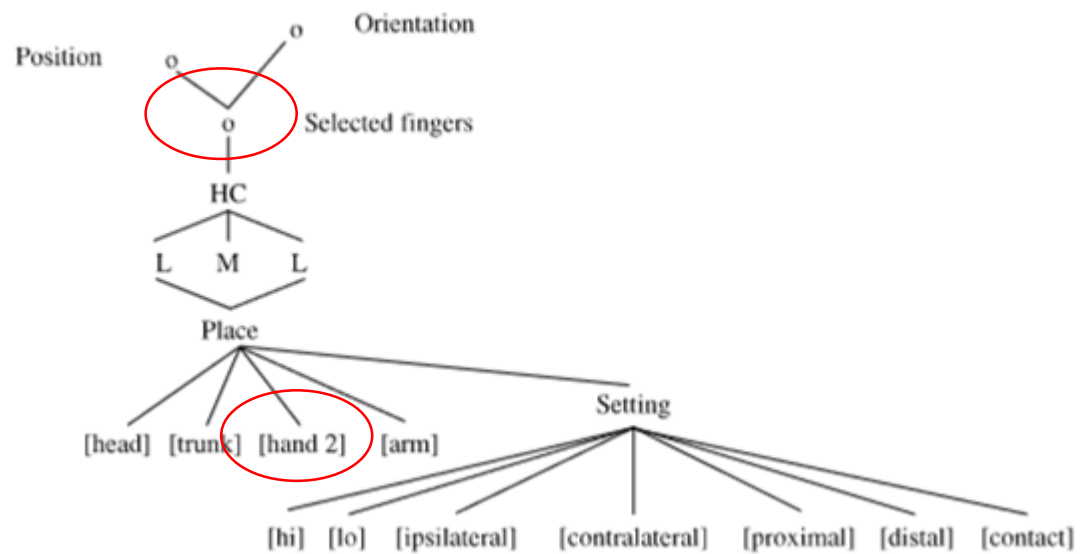 Orientation
Position
Selected fingers
HC
L M L
Place
Setting
[head] [trunk] [hand 2] [arm]
[hi] [lo] [ipsilateral] [contralateral] [proximal] [distal] [contact]